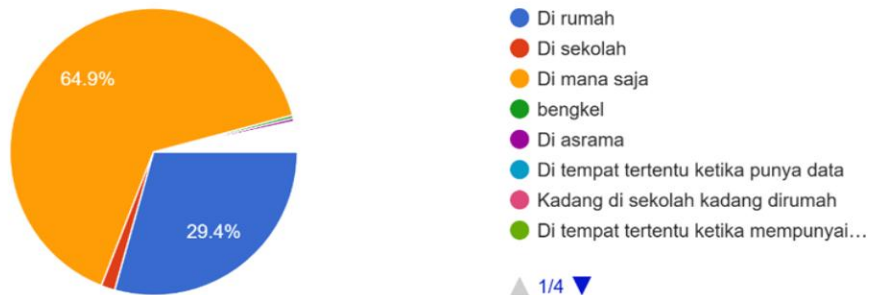 64.9%
29.4%
Di rumah
Di sekolah
Di mana saja
bengkel
Di asrama
Di tempat tertentu ketika punya data
Kadang di sekolah kadang dirumah
Di tempat tertentu ketika mempunyai…
1/4